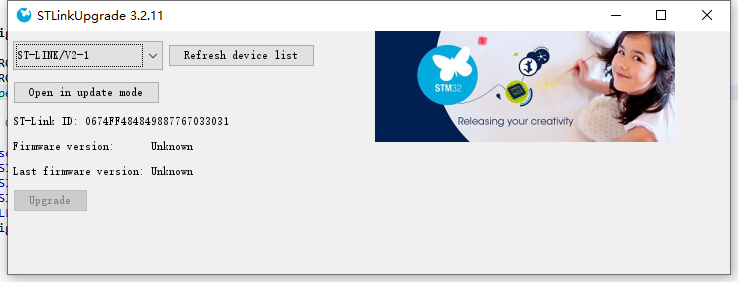 STLinkUpgrade 3.2.11
ST-LINK/V2-1
Refresh device list
Open in update mode
ST-Link ID: 0674FF484849887767033031
Firmware version: Unknown
Last firmware version: Unknown
Upgrade
STM32
Releasing your creativity